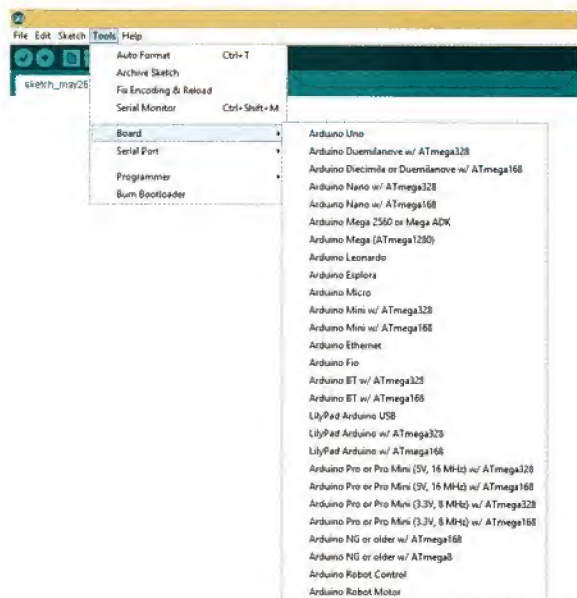 File Edit Sketch Tools Help
sketch_may26
Auto Format Ctrl+T
Archive Sketch
Fix Encoding & Reload
Serial Monitor Ctrl+Shift+M
Board
Serial Port
Programmer
Burn Bootloader
Arduino Uno
Arduino Duemilanove w/ ATmega328
Arduino Diecimila or Duemilanove w/ ATmega168
Arduino Nano w/ ATmega328
Arduino Nano w/ ATmega168
Arduino Mega 2560 or Mega ADK
Arduino Mega (ATmega1280)
Arduino Leonardo
Arduino Esplora
Arduino Micro
Arduino Mini w/ ATmega328
Arduino Mini w/ ATmega168
Arduino Ethernet
Arduino Fio
Arduino BT w/ ATmega328
Arduino BT w/ ATmega168
LilyPad Arduino USB
LilyPad Arduino w/ ATmega328
LilyPad Arduino w/ ATmega168
Arduino Pro or Pro Mini (5V, 16 MHz) w/ ATmega328
Arduino Pro or Pro Mini (5V, 16 MHz) w/ ATmega168
Arduino Pro or Pro Mini (3.3V, 8 MHz) w/ ATmega328
Arduino Pro or Pro Mini (3.3V, 8 MHz) w/ ATmega168
Arduino NG or older w/ ATmega168
Arduino NG or older w/ ATmega8
Arduino Robot Control
Arduino Robot Motor